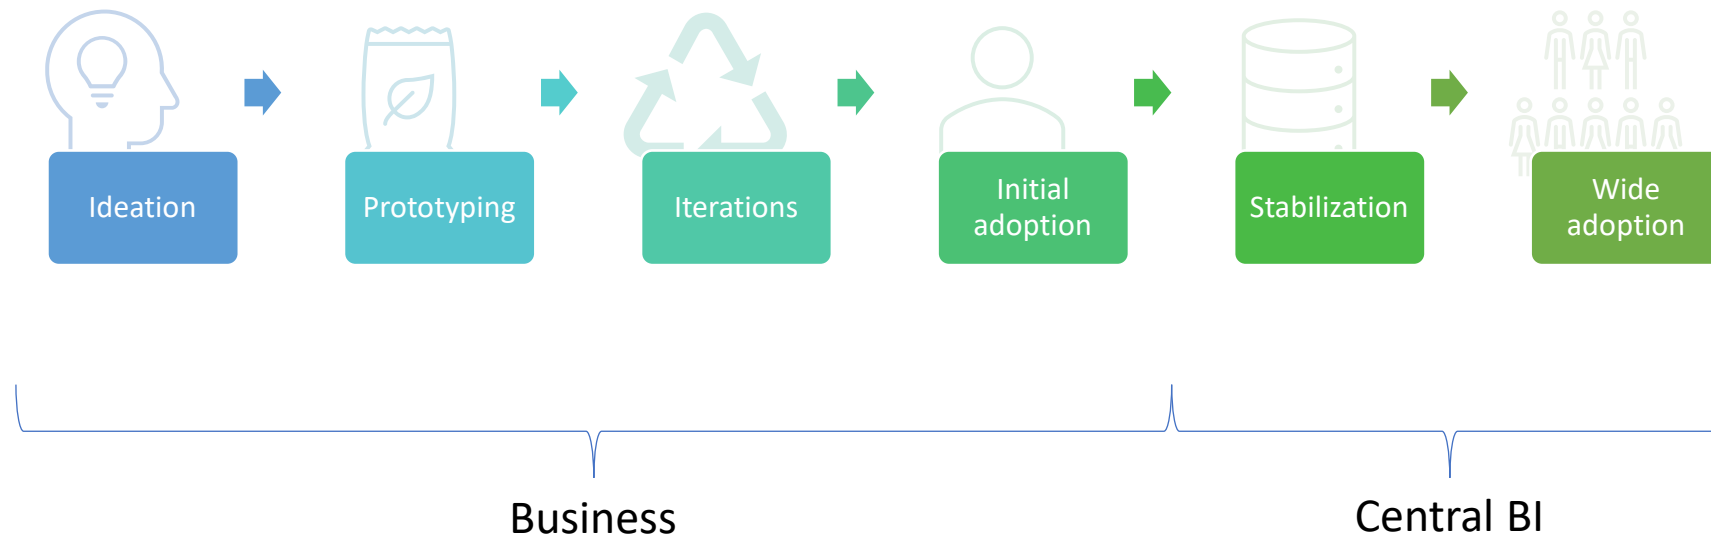 Ideation
Prototyping
Iterations
Initial
adoption
Stabilization
Wide
adoption
Business
Central BI